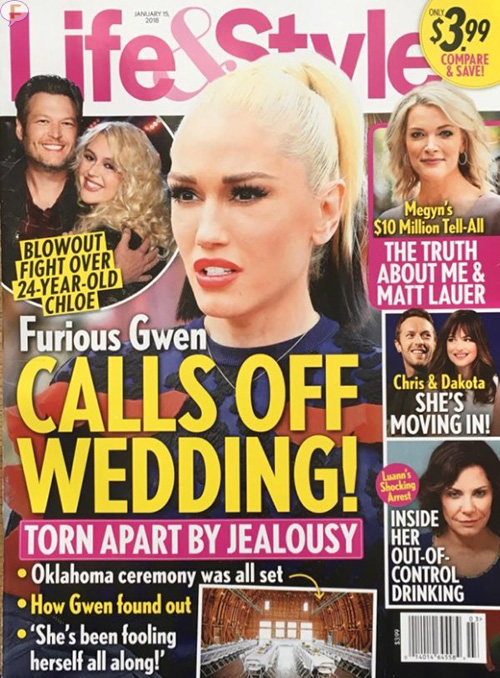 JANUARY 15,
2018
Life&Style
ONLY
$3.99
COMPARE
& SAVE!
BLOWOUT
FIGHT OVER
24-YEAR-OLD
CHLOE
Furious Gwen
CALLS OFF
WEDDING!
TORN APART BY JEALOUSY
• Oklahoma ceremony was all set
• How Gwen found out
• 'She's been fooling
herself all along!'
Megyn's
$10 Million Tell-All
THE TRUTH
ABOUT ME &
MATT LAUER
Chris & Dakota
SHE'S
MOVING IN!
Luann's
Shocking
Arrest
INSIDE
HER
OUT-OF-
CONTROL
DRINKING